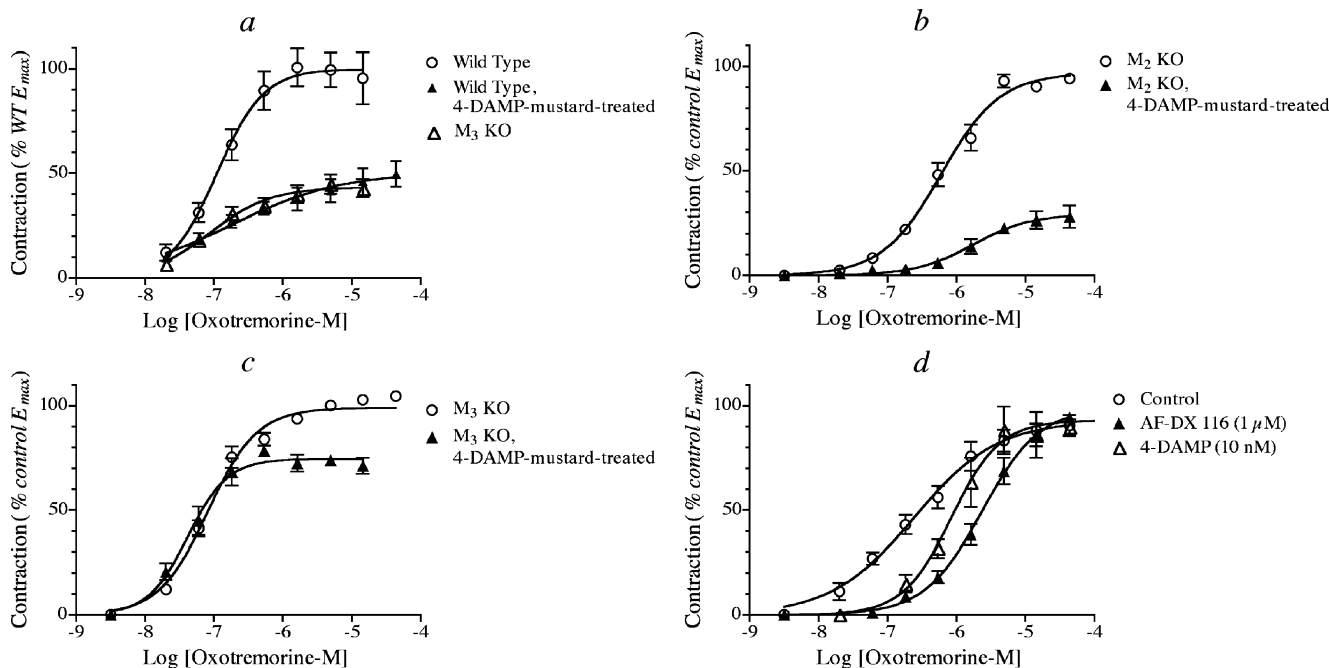 a
Contraction (% WT Emax)
100
50
0
-9 -8 -7 -6 -5 -4
Log [Oxotremorine-M]
Wild Type
Wild Type,
4-DAMP-mustard-treated
M3 KO
b
Contraction (% control Emax)
100
50
0
-9 -8 -7 -6 -5 -4
Log [Oxotremorine-M]
M2 KO
M2 KO,
4-DAMP-mustard-treated
c
Contraction (% control Emax)
100
50
0
-9 -8 -7 -6 -5 -4
Log [Oxotremorine-M]
M3 KO
M3 KO,
4-DAMP-mustard-treated
d
Contraction (% control Emax)
100
50
0
-9 -8 -7 -6 -5 -4
Log [Oxotremorine-M]
Control
AF-DX 116 (1 µM)
4-DAMP (10 nM)